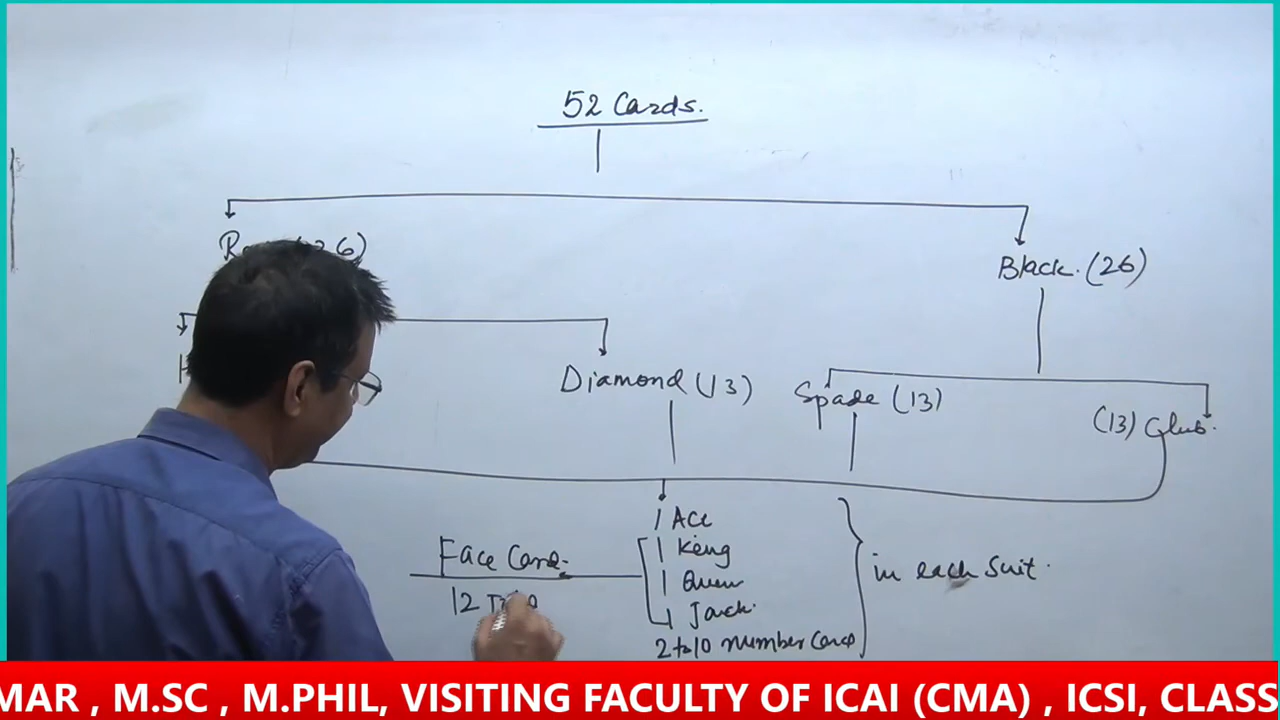 52 Cards.
Black. (26)
Diamond (13)
Spade (13)
(13) Club.
1 Ace
1 King
1 Queen
1 Jack.
2 to 10 number Card
Face Card.
12
in each Suit.
MAR , M.SC , M.PHIL, VISITING FACULTY OF ICAI (CMA) , ICSI, CLASS